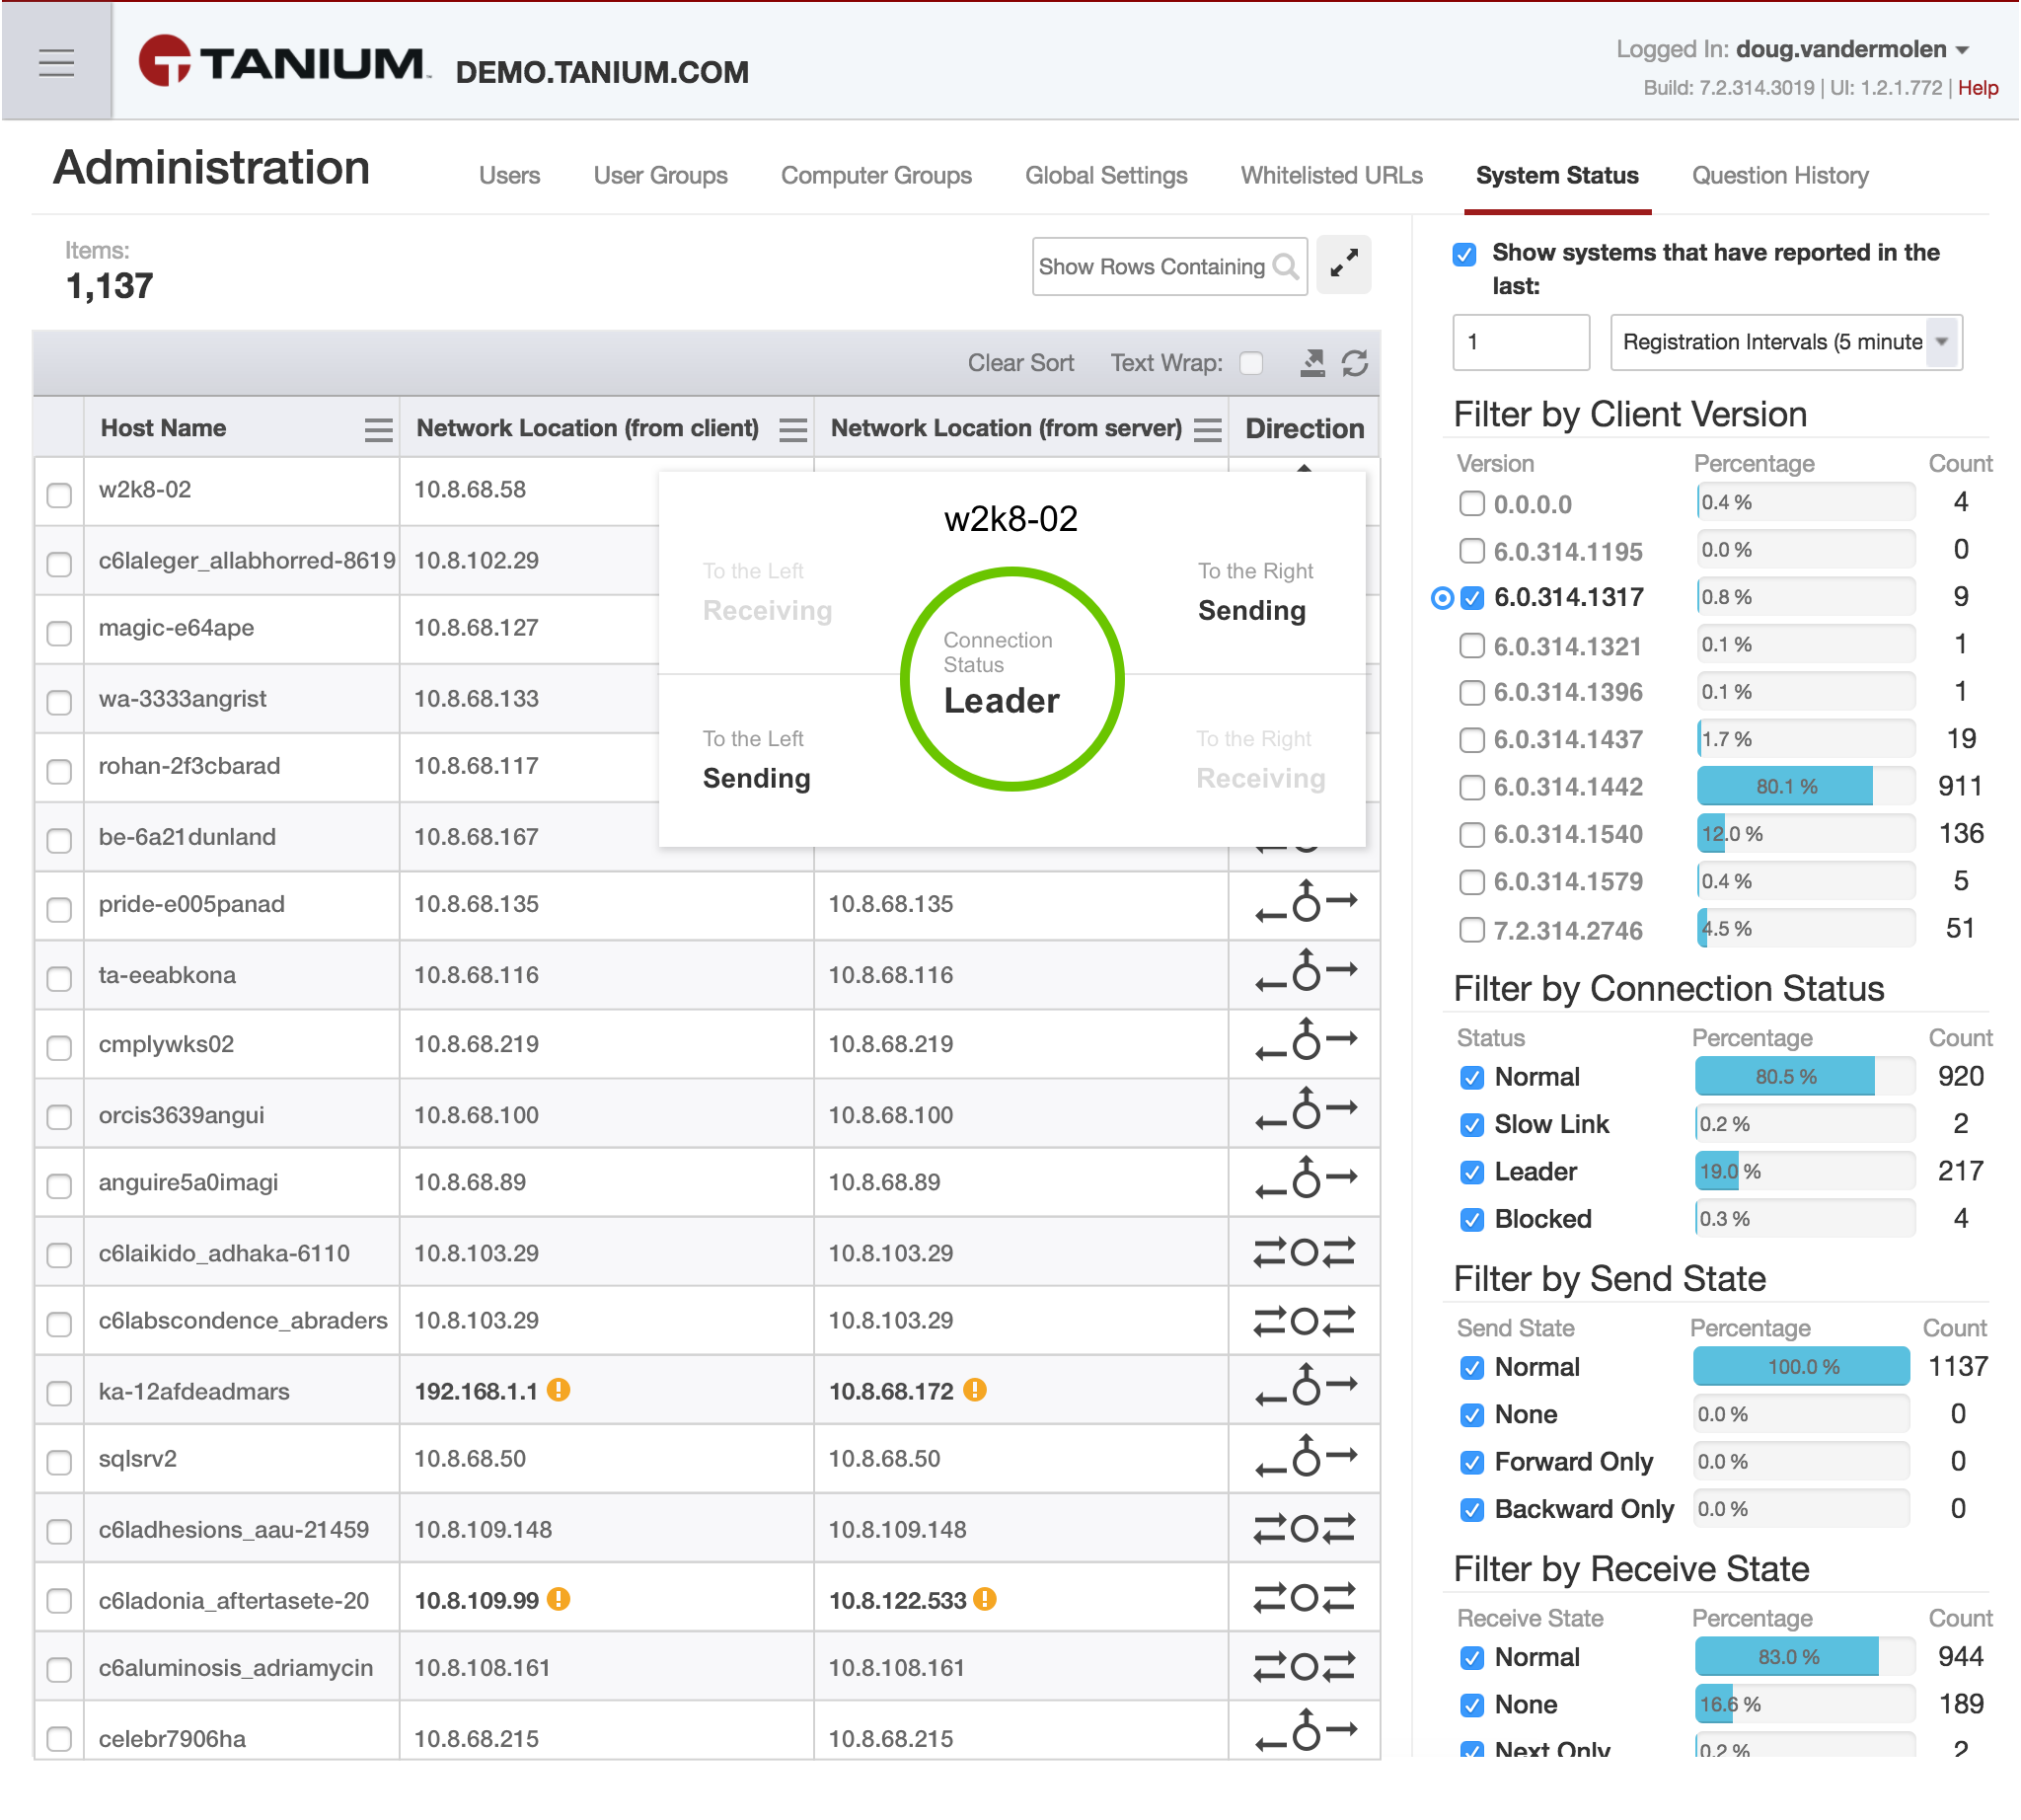 TANIUM™ DEMO.TANIUM.COM
Logged In: doug.vandermolen
Build: 7.2.314.3019 | UI: 1.2.1.772 | Help
Administration
Users User Groups Computer Groups Global Settings Whitelisted URLs System Status Question History
Items:
1,137
Show Rows Containing
Clear Sort Text Wrap:
Host Name Network Location (from client) Network Location (from server) Direction
w2k8-02 10.8.68.58
c6laleger_allabhorred-8619 10.8.102.29
magic-e64ape 10.8.68.127
wa-3333angrist 10.8.68.133
rohan-2f3cbarad 10.8.68.117
be-6a21dunland 10.8.68.167
pride-e005panad 10.8.68.135 10.8.68.135
ta-eeabkona 10.8.68.116 10.8.68.116
cmplywks02 10.8.68.219 10.8.68.219
orcis3639angui 10.8.68.100 10.8.68.100
anguire5a0imagi 10.8.68.89 10.8.68.89
c6laikido_adhaka-6110 10.8.103.29 10.8.103.29
c6labscondence_abraders 10.8.103.29 10.8.103.29
ka-12afdeadmars 192.168.1.1 10.8.68.172
sqlsrv2 10.8.68.50 10.8.68.50
c6ladhesions_aau-21459 10.8.109.148 10.8.109.148
c6ladonia_aftertasete-20 10.8.109.99 10.8.122.533
c6aluminosis_adriamycin 10.8.108.161 10.8.108.161
celebr7906ha 10.8.68.215 10.8.68.215
w2k8-02
To the Left
Receiving
To the Right
Sending
Connection
Status
Leader
To the Left
Sending
To the Right
Receiving
Show systems that have reported in the
last:
1 Registration Intervals (5 minute
Filter by Client Version
Version Percentage Count
0.0.0.0 0.4 % 4
6.0.314.1195 0.0 % 0
6.0.314.1317 0.8 % 9
6.0.314.1321 0.1 % 1
6.0.314.1396 0.1 % 1
6.0.314.1437 1.7 % 19
6.0.314.1442 80.1 % 911
6.0.314.1540 12.0 % 136
6.0.314.1579 0.4 % 5
7.2.314.2746 4.5 % 51
Filter by Connection Status
Status Percentage Count
Normal 80.5 % 920
Slow Link 0.2 % 2
Leader 19.0 % 217
Blocked 0.3 % 4
Filter by Send State
Send State Percentage Count
Normal 100.0 % 1137
None 0.0 % 0
Forward Only 0.0 % 0
Backward Only 0.0 % 0
Filter by Receive State
Receive State Percentage Count
Normal 83.0 % 944
None 16.6 % 189
Next Only 0.2 % 2